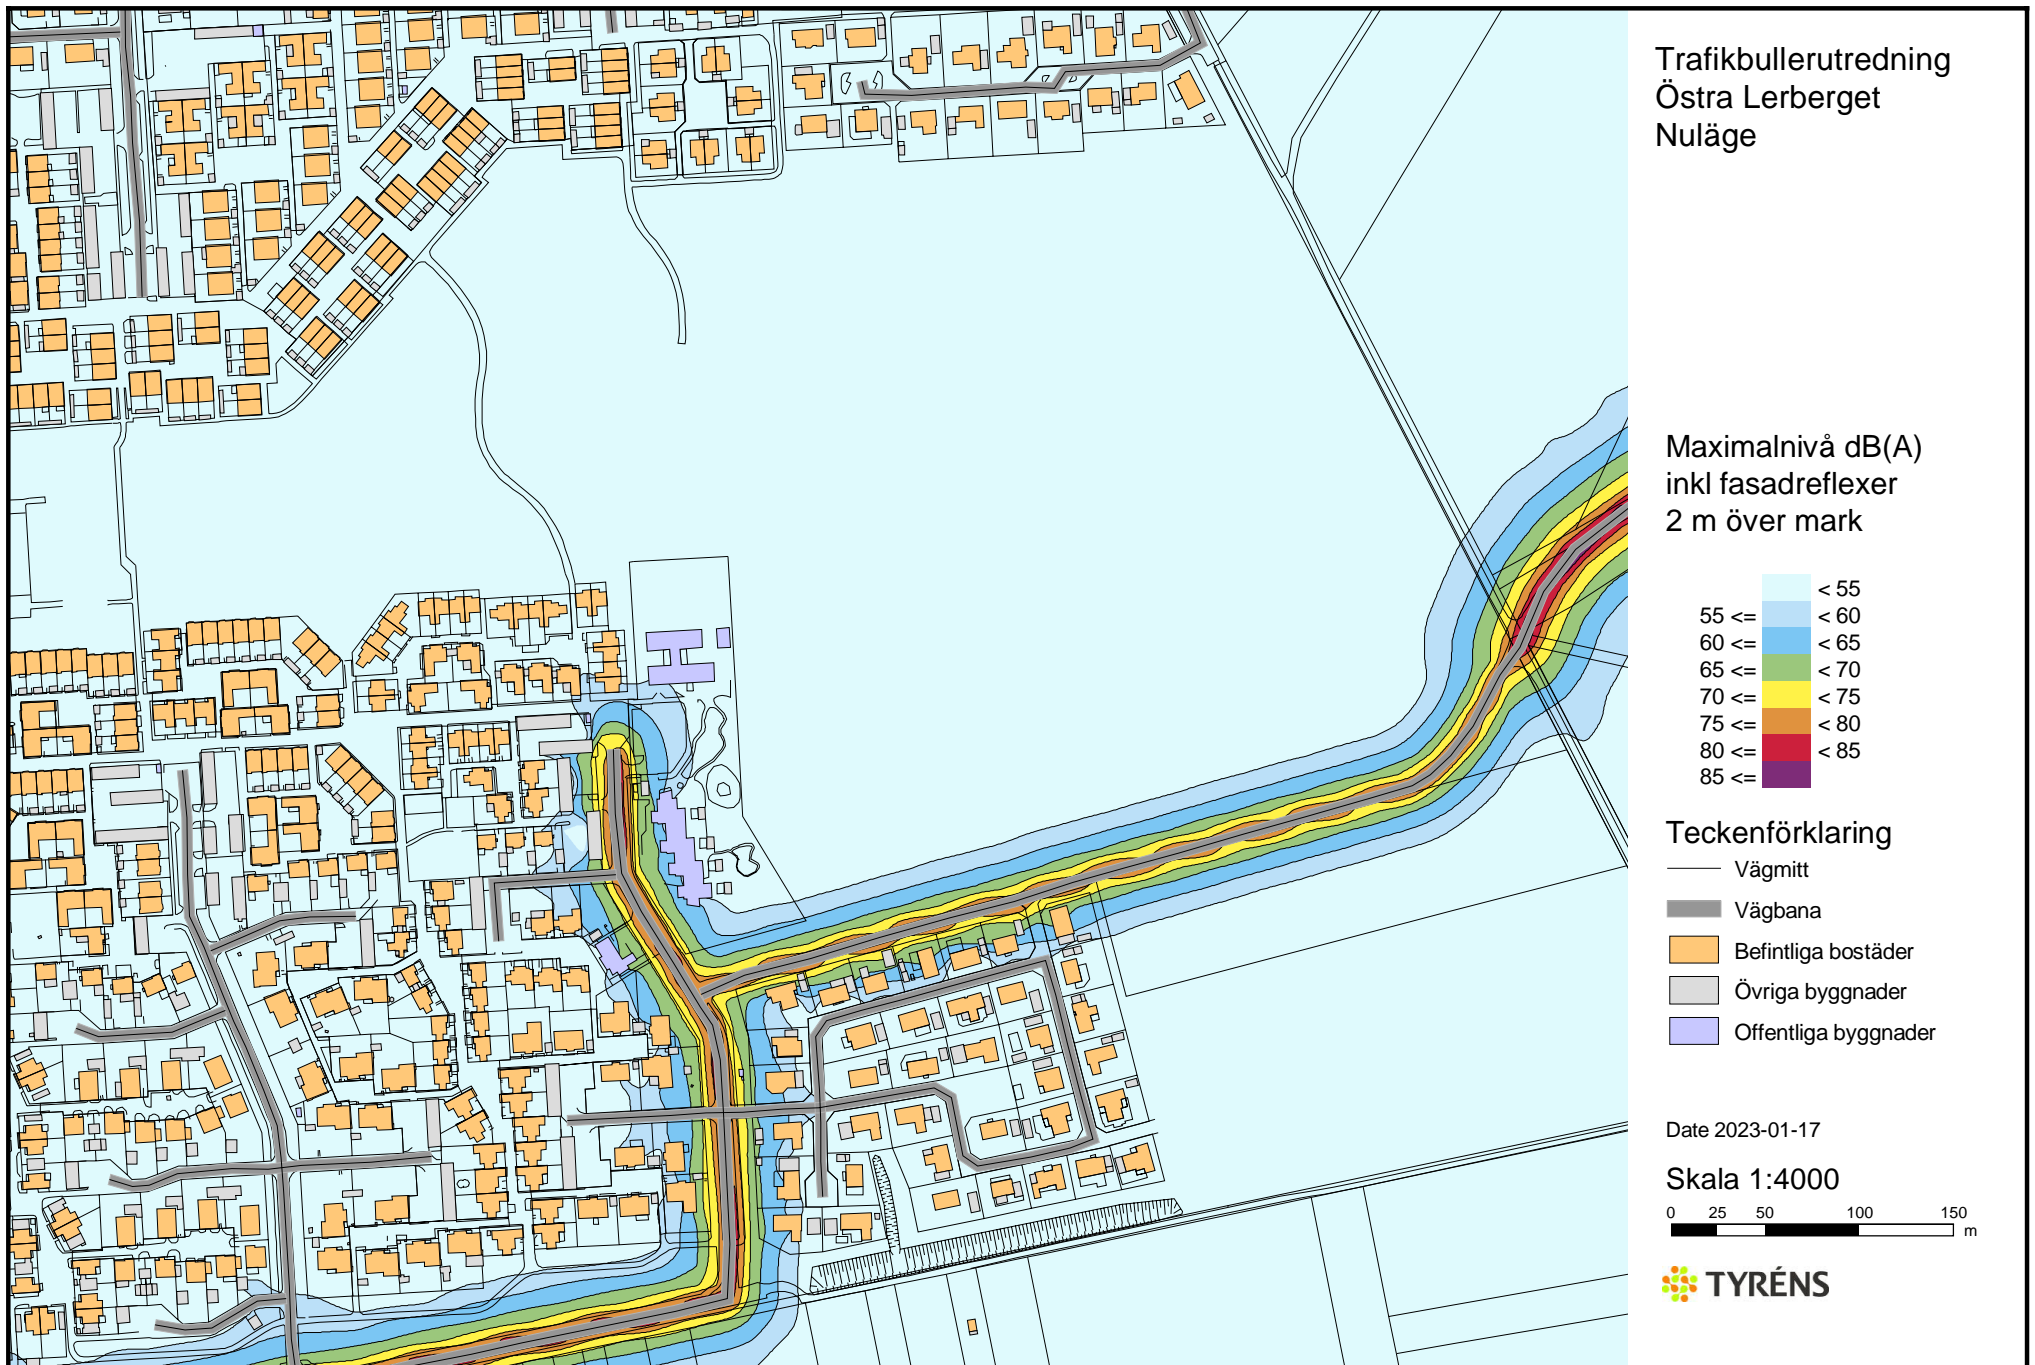 Trafikbullerutredning
Östra Lerberget
Nuläge
Maximalnivå dB(A)
inkl fasadreflexer
2 m över mark
< 55
55 <= < 60
60 <= < 65
65 <= < 70
70 <= < 75
75 <= < 80
80 <= < 85
85 <=
Teckenförklaring
Vägmitt
Vägbana
Befintliga bostäder
Övriga byggnader
Offentliga byggnader
Date 2023-01-17
Skala 1:4000
0 25 50 100 150
m
TYRÉNS